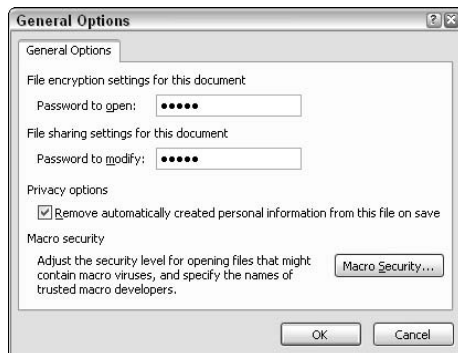 General Options
General Options
File encryption settings for this document
Password to open: •••••
File sharing settings for this document
Password to modify: •••••
Privacy options
Remove automatically created personal information from this file on save
Macro security
Adjust the security level for opening files that might
contain macro viruses, and specify the names of
trusted macro developers.
Macro Security...
OK Cancel